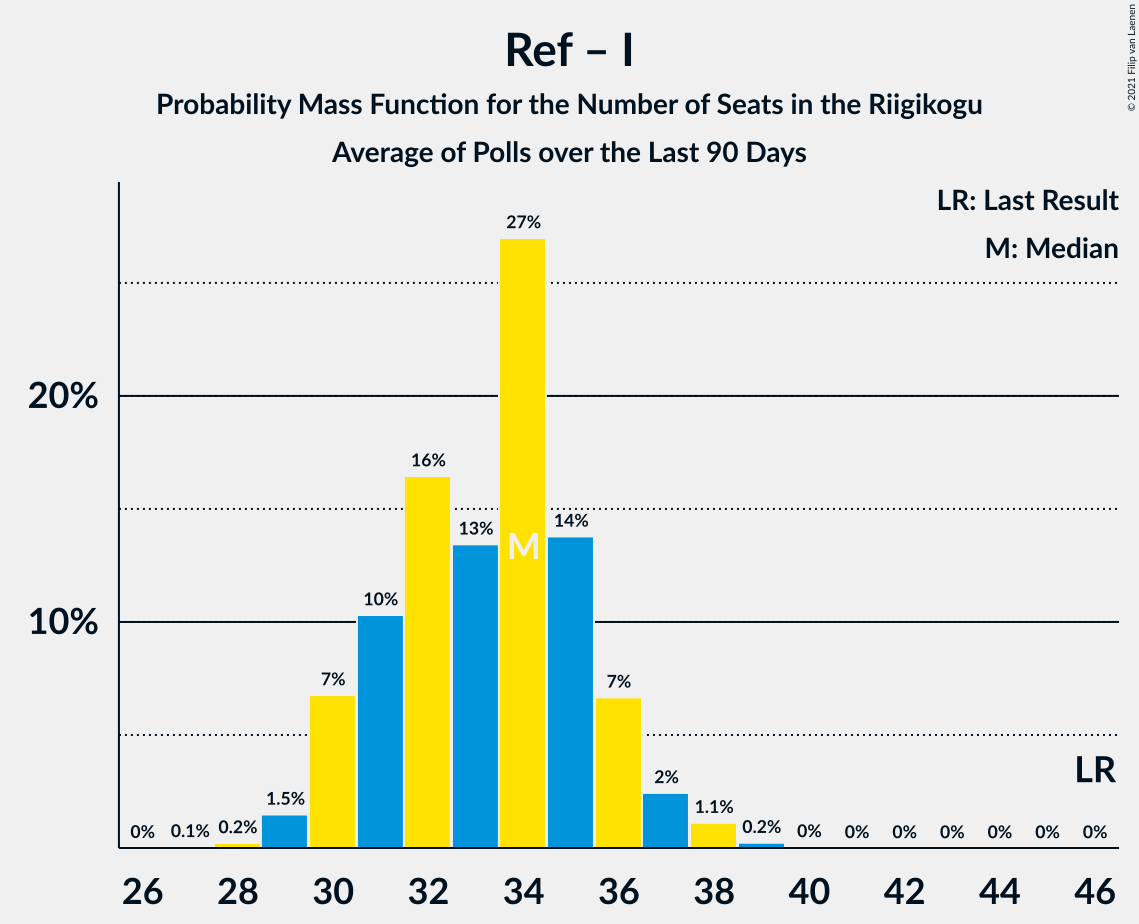 Ref – I
Probability Mass Function for the Number of Seats in the Riigikogu
Average of Polls over the Last 90 Days
© 2021 Filip van Laenen
LR: Last Result
M: Median
27%
20%
16%
14%
13%
M
10%
10%
7%
7%
LR
2%
1.5%
1.1%
0% 0.1% 0.2% 0.2% 0% 0% 0% 0% 0% 0% 0%
26 28 30 32 34 36 38 40 42 44 46